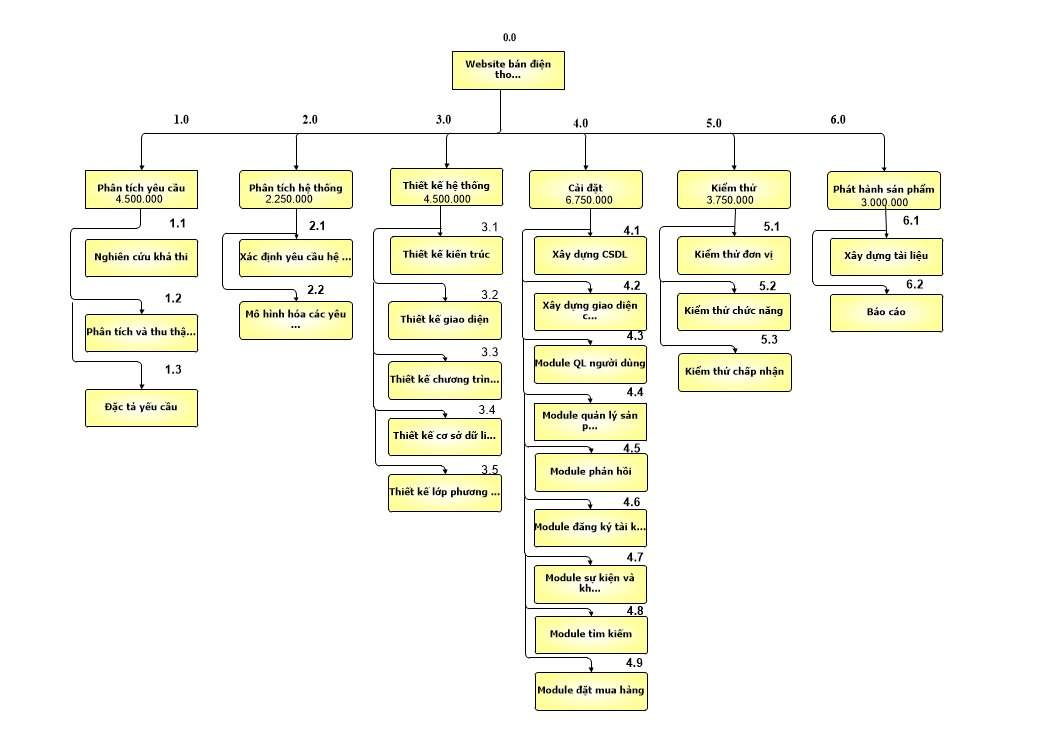 0.0
Website bán điện
tho...
1.0
2.0
3.0
4.0
5.0
6.0
Phân tích yêu cầu
4.500.000
Phân tích hệ thống
2.250.000
Thiết kế hệ thống
4.500.000
Cài đặt
6.750.000
Kiểm thử
3.750.000
Phát hành sản phẩm
3.000.000
1.1
Nghiên cứu khả thi
1.2
Phân tích và thu thậ...
1.3
Đặc tả yếu cầu
2.1
Xác định yêu cầu hệ ...
2.2
Mô hình hóa các yêu
...
3.1
Thiết kế kiến trúc
3.2
Thiết kế giao diện
3.3
Thiết kế chương trìn...
3.4
Thiết kế cơ sở dữ li...
3.5
Thiết kế lớp phương ...
4.1
Xây dựng CSDL
4.2
Xây dựng giao diện
c...
4.3
Module QL người dùng
4.4
Module quản lý sản
p...
4.5
Module phản hồi
4.6
Module đăng ký tài k...
4.7
Module sự kiện và
kh...
4.8
Module tìm kiếm
4.9
Module đặt mua hàng
5.1
Kiểm thử đơn vị
5.2
Kiểm thử chức năng
5.3
Kiểm thử chấp nhận
6.1
Xây dựng tài liệu
6.2
Báo cáo